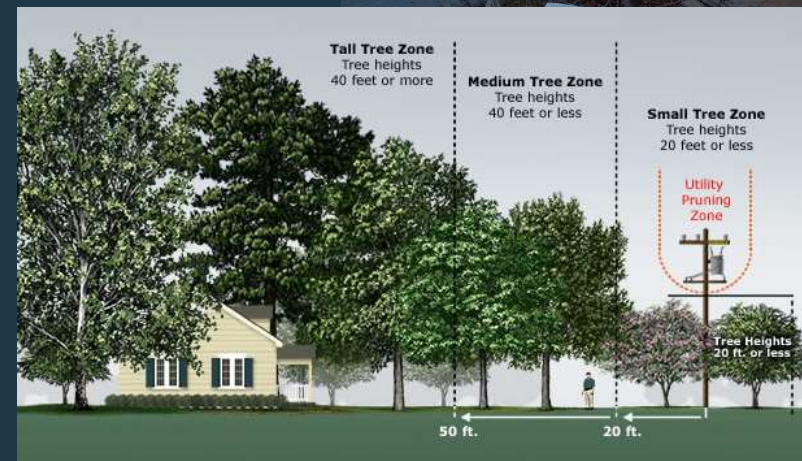 Tall Tree Zone
Tree heights
40 feet or more
Medium Tree Zone
Tree heights
40 feet or less
Small Tree Zone
Tree heights
20 feet or less
Utility
Pruning
Zone
Tree Heights
20 ft. or less
50 ft.
20 ft.